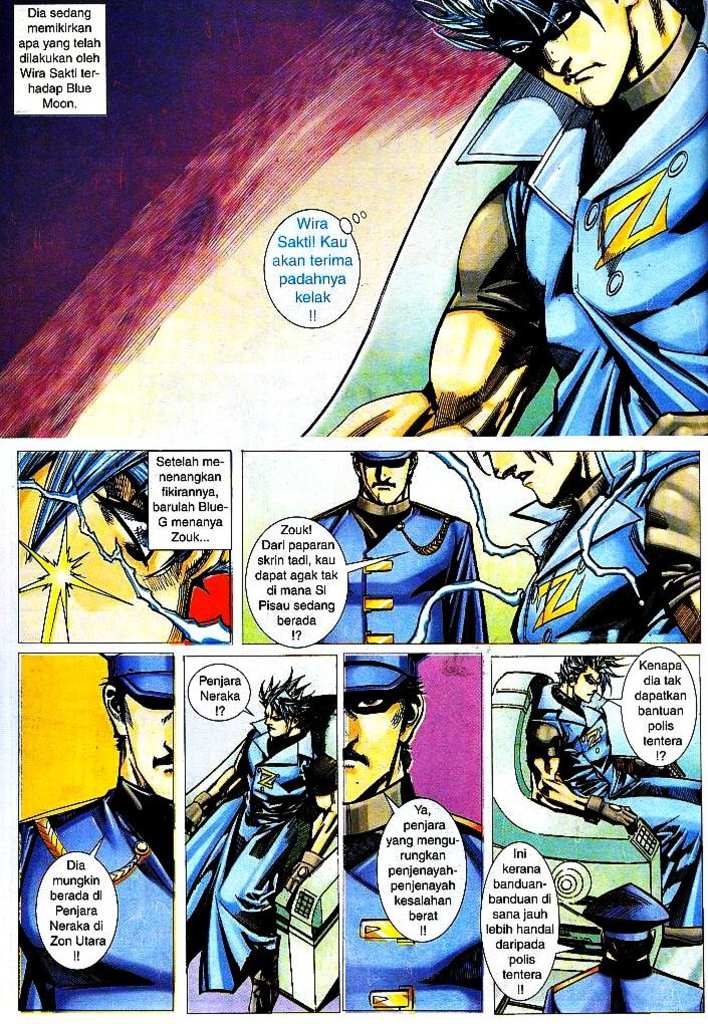 Dia sedang
memikirkan
apa yang telah
dilakukan oleh
Wira Sakti ter-
hadap Blue
Moon.
Wira
Sakti! Kau
akan terima
padahnya
kelak
!!
Z
Setelah me-
nenangkan
fikirannya,
barulah Blue-
G menanya
Zouk...
Zouk!
Dari paparan
skrin tadi, kau
dapat agak tak
di mana Si
Pisau sedang
berada
!?
Z
Dia
mungkin
berada di
Penjara
Neraka di
Zon Utara
!!
Penjara
Neraka
!?
Z
Ya,
penjara
yang mengu-
rungkan
penjenayah-
penjenayah
kesalahan
berat
!!
Kenapa
dia tak
dapatkan
bantuan
polis
tentera
!?
Z
Ini
kerana
banduan-
banduan di
sana jauh
lebih handal
daripada
polis
tentera
!!